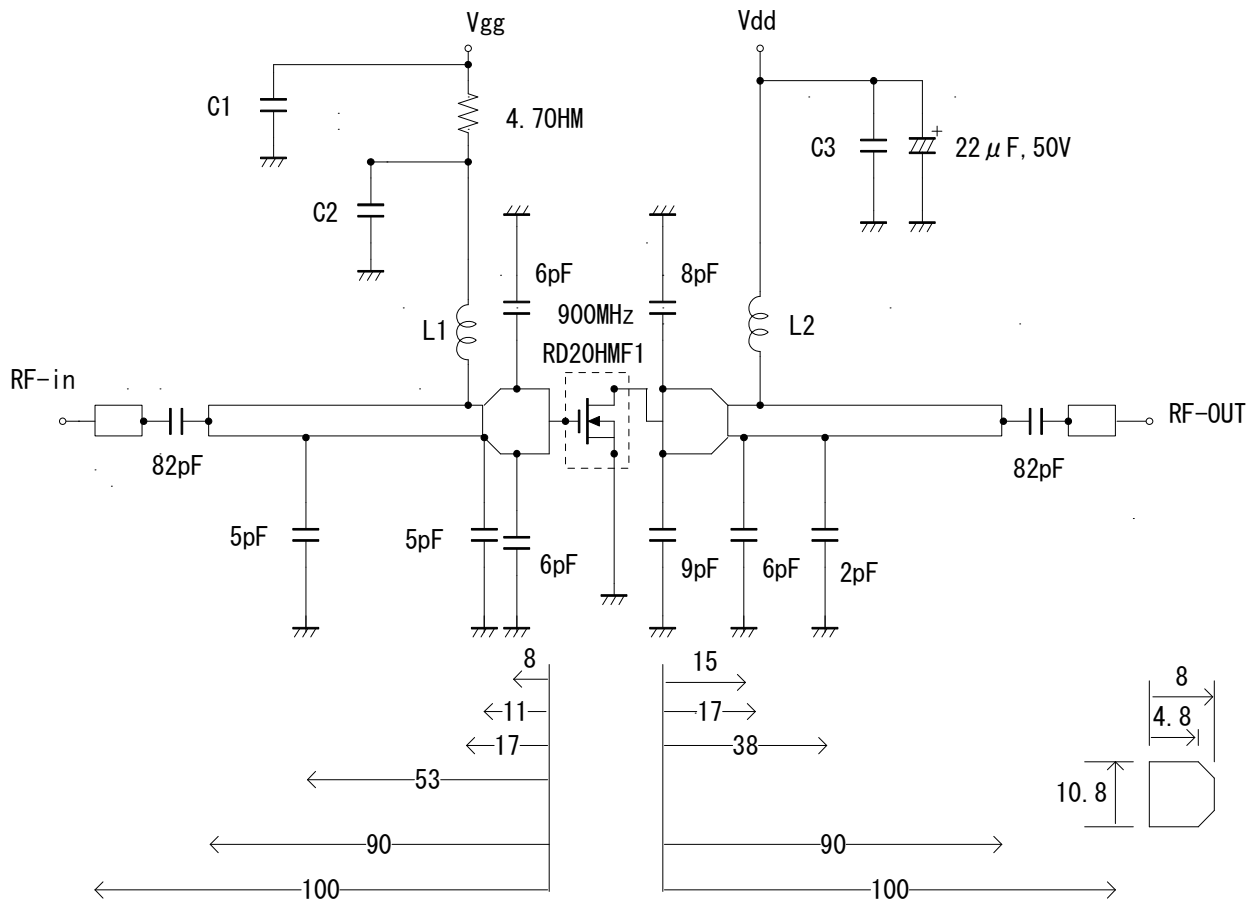 Vgg
Vdd
C1
4.7OHM
C3
+
22μF,50V
C2
6pF
8pF
900MHz
L1
L2
RD20HMF1
RF-in
RF-OUT
82pF
82pF
5pF
5pF
6pF
9pF
6pF
2pF
8
15
8
11
17
4.8
17
38
53
10.8
90
90
100
100